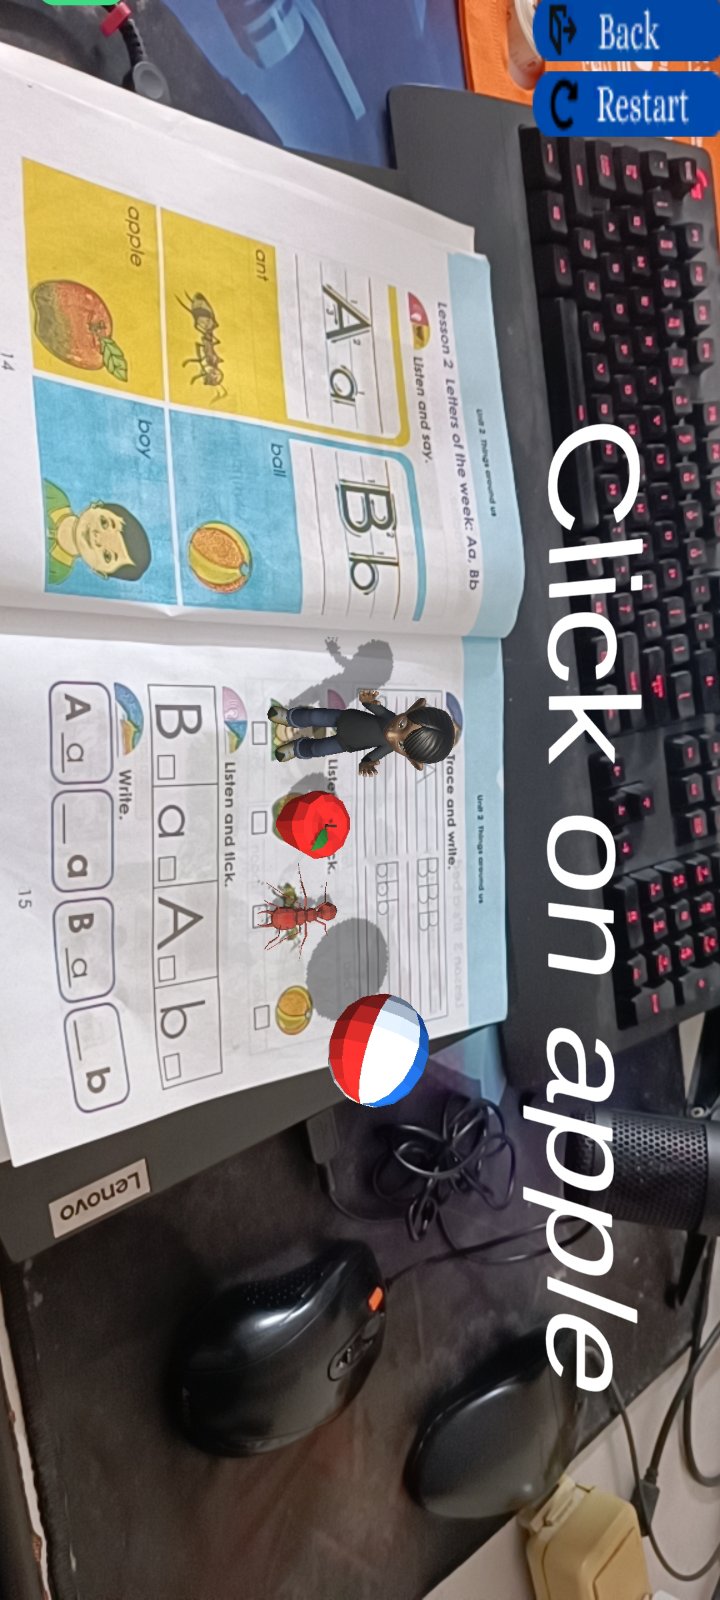 Back
Restart
Click on apple
Unit 2 Things around us
Lesson 2 Letters of the week: Aa, Bb
Listen and say.
A a
B b
ant
ball
apple
boy
14
Unit 2 Things around us
Trace and write.
B B B
b b b
Listen and tick.
B a A b
Write.
A a _ a B a _ b
15
Lenovo